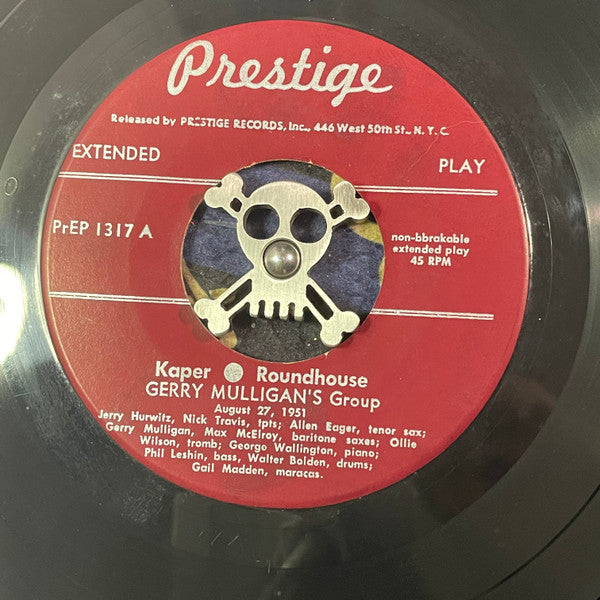 Prestige
Released by PRESTIGE RECORDS, Inc., 446 West 50th St., N. Y. C.
EXTENDED PLAY
PrEP 1317 A
non-bbrakable
extended play
45 RPM
Kaper Roundhouse
GERRY MULLIGAN'S Group
August 27, 1951
Jerry Hurwitz, Nick Travis, tpts; Allen Eager, tenor sax;
Gerry Mulligan, Max McElroy, baritone saxes; Ollie
Wilson, tromb; George Wallington, piano;
Phil Leshin, bass, Walter Bolden, drums;
Gail Madden, maracas.